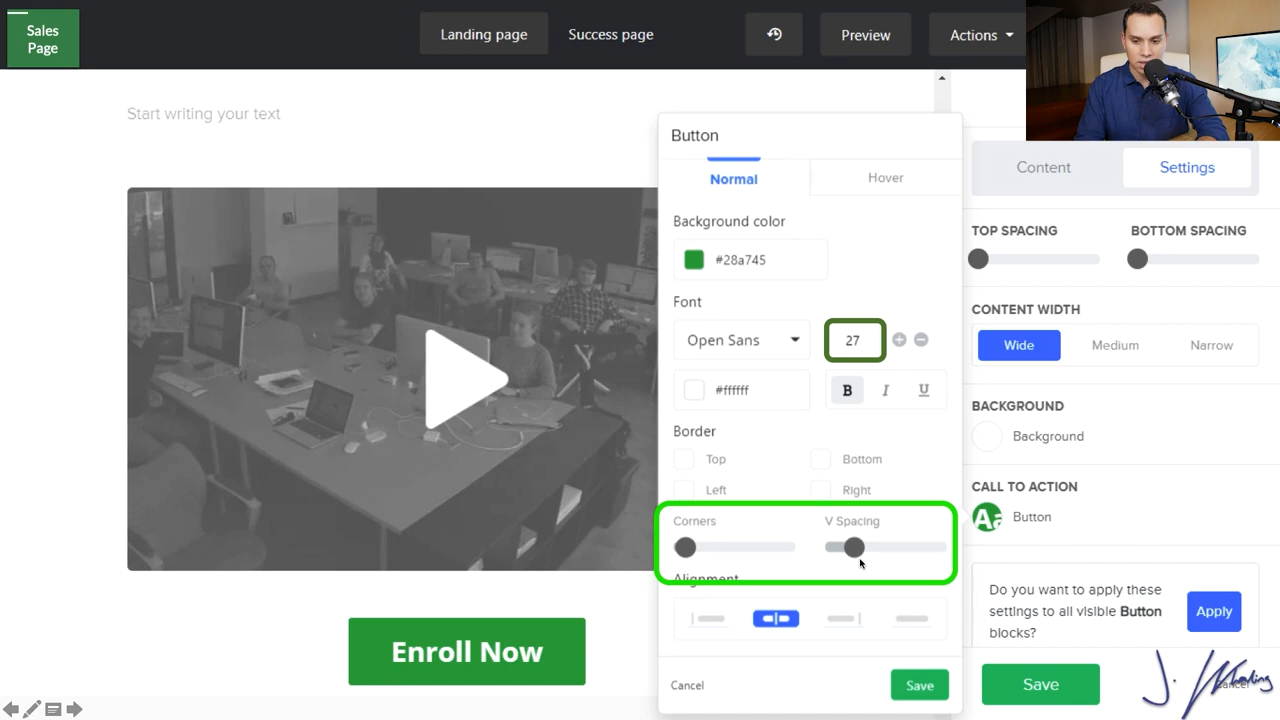 Sales
Page
Landing page
Success page
Preview
Actions
Start writing your text
Enroll Now
Button
Normal
Hover
Background color
#28a745
Font
Open Sans
27
#ffffff
B
I
U
Border
Top
Bottom
Left
Right
Corners
V Spacing
Alignment
Cancel
Save
Content
Settings
TOP SPACING
BOTTOM SPACING
CONTENT WIDTH
Wide
Medium
Narrow
BACKGROUND
Background
CALL TO ACTION
Aa
Button
Do you want to apply these
settings to all visible Button
blocks?
Apply
Save
Cancel